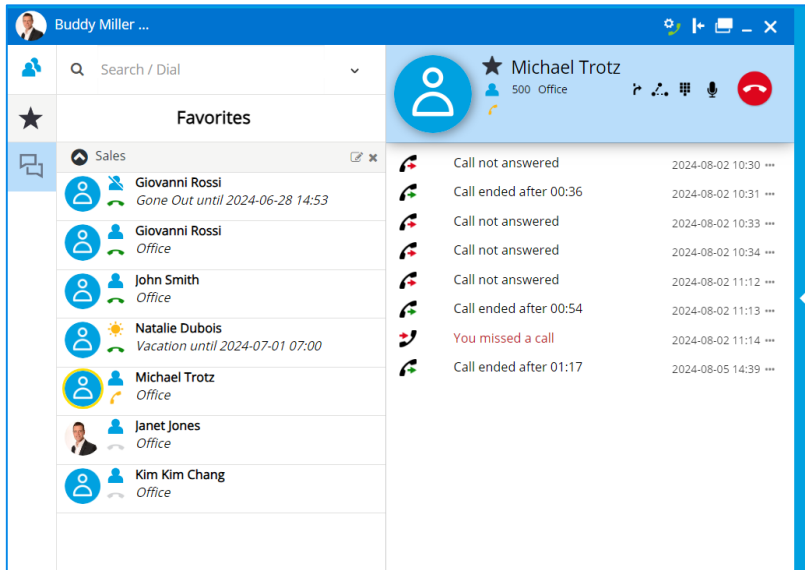 Buddy Miller ...
Search / Dial
Favorites
Sales
Giovanni Rossi
Gone Out until 2024-06-28 14:53
Giovanni Rossi
Office
John Smith
Office
Natalie Dubois
Vacation until 2024-07-01 07:00
Michael Trotz
Office
Janet Jones
Office
Kim Kim Chang
Office
Michael Trotz
500 Office
Call not answered 2024-08-02 10:30
Call ended after 00:36 2024-08-02 10:31
Call not answered 2024-08-02 10:33
Call not answered 2024-08-02 10:34
Call not answered 2024-08-02 11:12
Call ended after 00:54 2024-08-02 11:13
You missed a call 2024-08-02 11:14
Call ended after 01:17 2024-08-05 14:39